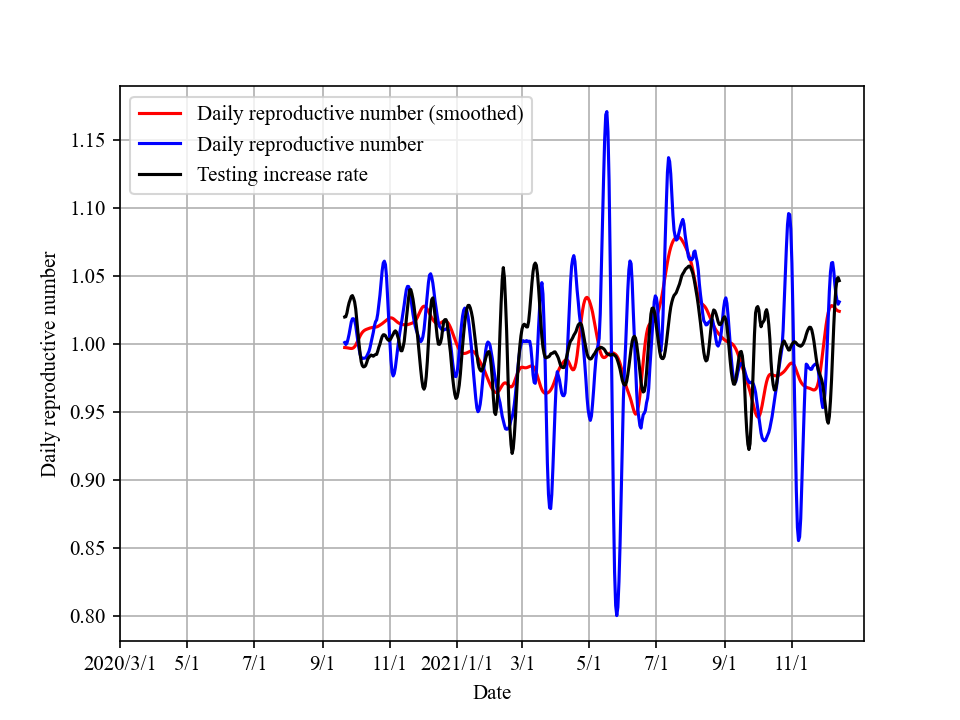 Daily reproductive number (smoothed)
Daily reproductive number
Testing increase rate
Daily reproductive number
1.15
1.10
1.05
1.00
0.95
0.90
0.85
0.80
2020/3/1 5/1 7/1 9/1 11/1 2021/1/1 3/1 5/1 7/1 9/1 11/1
Date